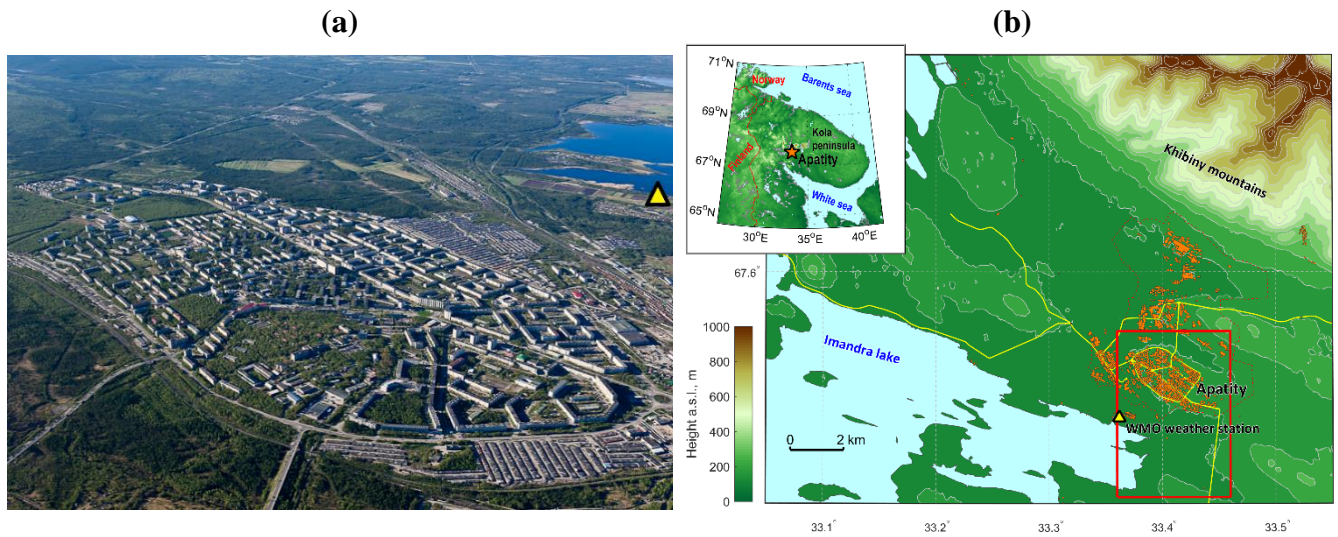 (a)
(b)
71°N
69°N
67°N
65°N
Norway
Barents sea
Finland
Kola
peninsula
Apatity
White sea
30°E
35°E
40°E
Khibiny mountains
67.6°
Imandra lake
Apatity
WMO weather station
0 2 km
Height a.s.l., m
1000
800
600
400
200
0
33.1°
33.2°
33.3°
33.4°
33.5°